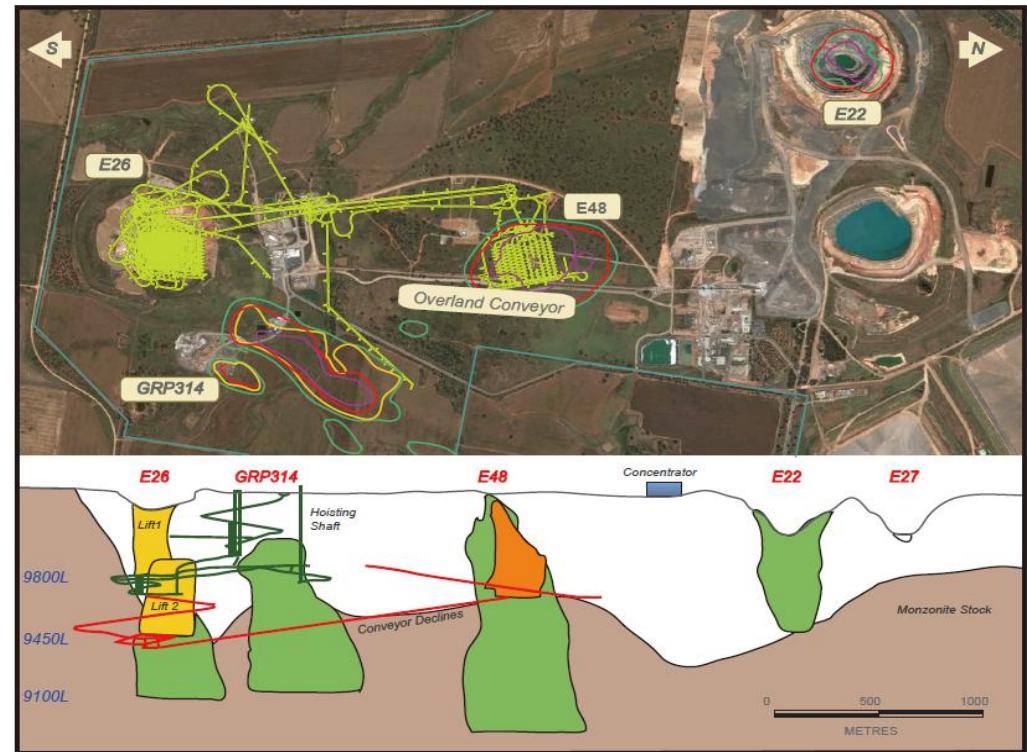 S
N
E22
E26
E48
Overland Conveyor
GRP314
E26
GRP314
E48
Concentrator
E22
E27
Lift1
Hoisting
Shaft
9800L
Lift 2
Conveyor Declines
Monzonite Stock
9450L
9100L
0
500
1000
METRES